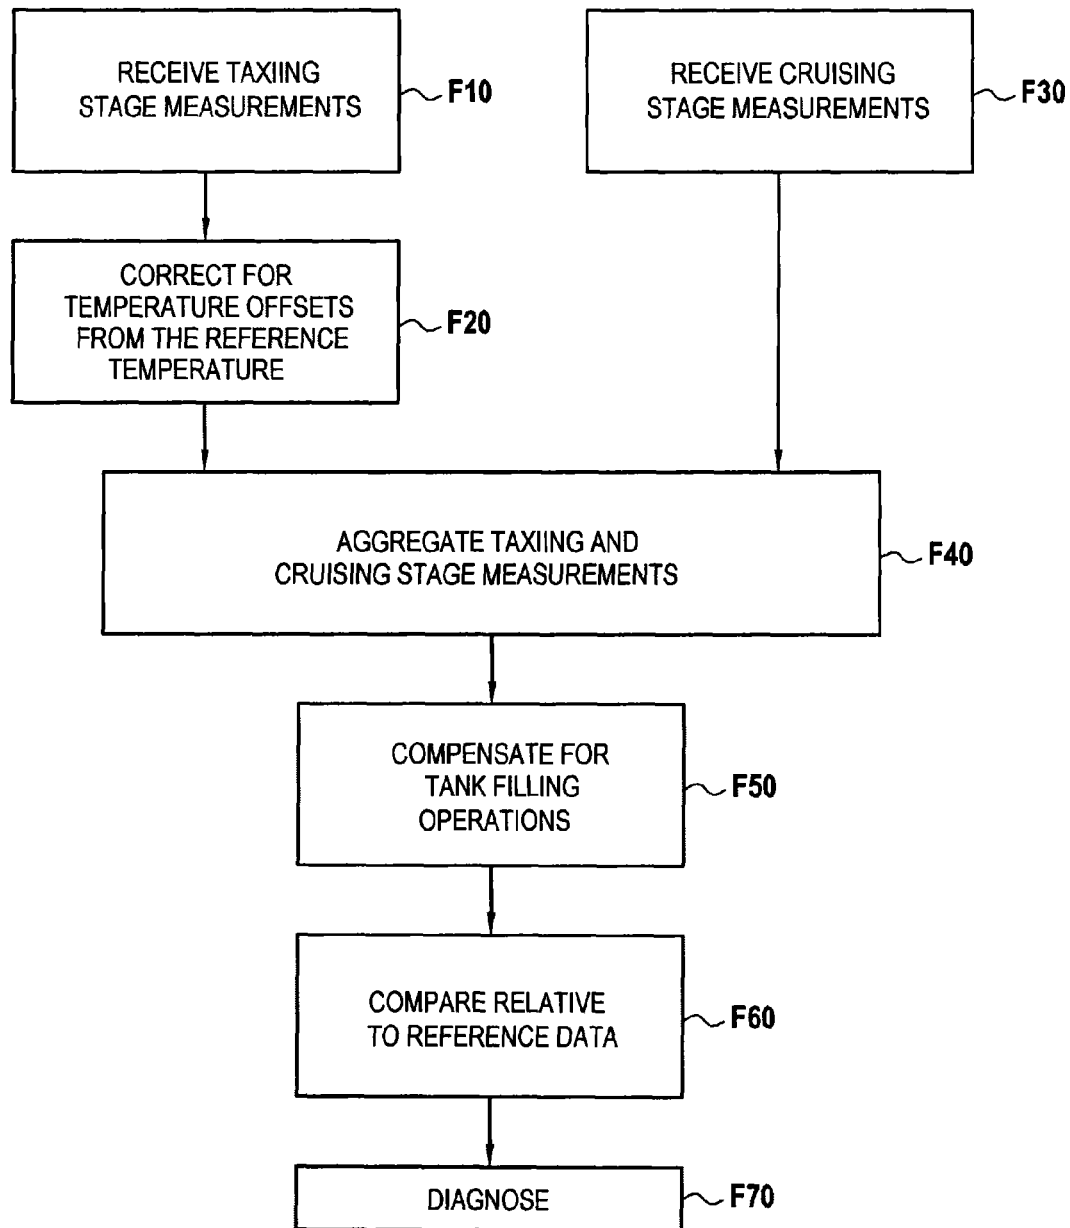 RECEIVE TAXIING
STAGE MEASUREMENTS
F10
RECEIVE CRUISING
STAGE MEASUREMENTS
F30
CORRECT FOR
TEMPERATURE OFFSETS
FROM THE REFERENCE
TEMPERATURE
F20
AGGREGATE TAXIING AND
CRUISING STAGE MEASUREMENTS
F40
COMPENSATE FOR
TANK FILLING
OPERATIONS
F50
COMPARE RELATIVE
TO REFERENCE DATA
F60
DIAGNOSE
F70